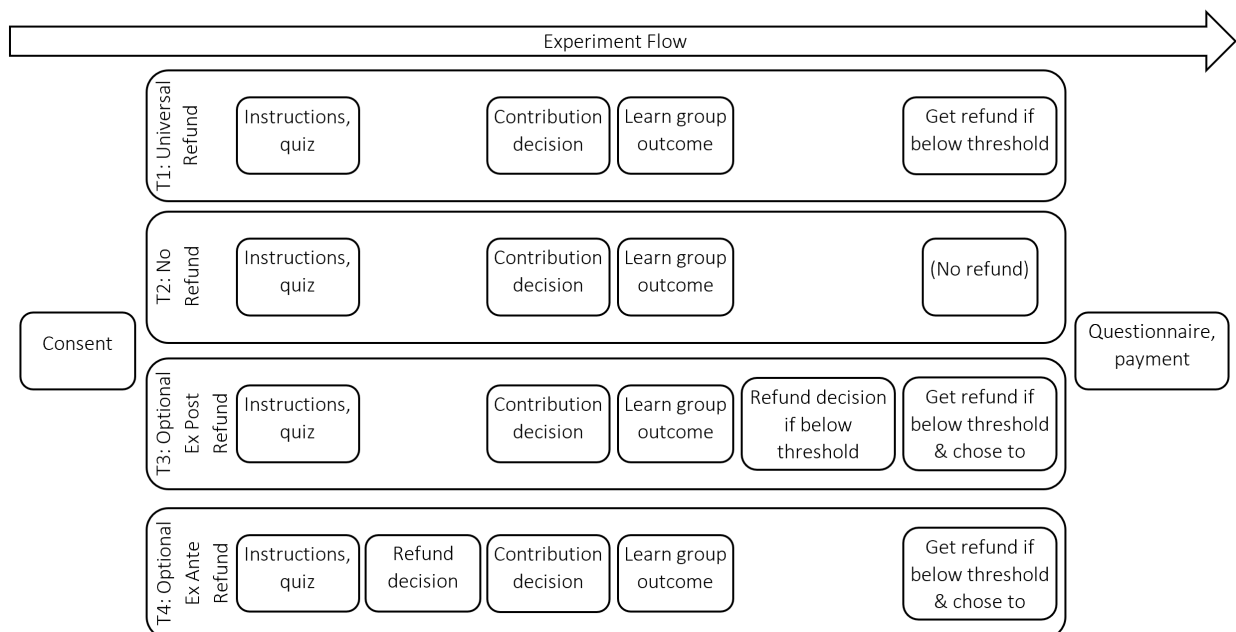 Experiment Flow
T1: Universal
Refund
Instructions,
quiz
Contribution
decision
Learn group
outcome
Get refund if
below threshold
T2: No
Refund
Instructions,
quiz
Contribution
decision
Learn group
outcome
(No refund)
Consent
Questionnaire,
payment
T3: Optional
Ex Post
Refund
Instructions,
quiz
Contribution
decision
Learn group
outcome
Refund decision
if below
threshold
Get refund if
below threshold
& chose to
T4: Optional
Ex Ante
Refund
Instructions,
quiz
Refund
decision
Contribution
decision
Learn group
outcome
Get refund if
below threshold
& chose to